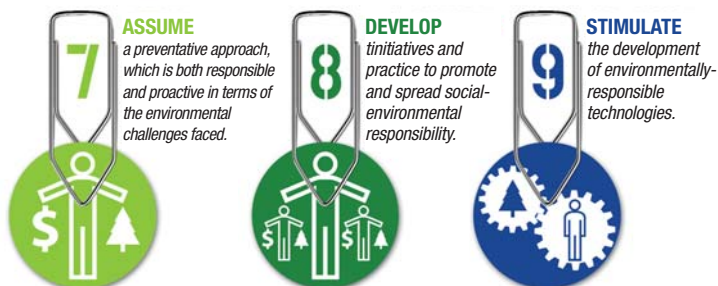 7
ASSUME
a preventative approach,
which is both responsible
and proactive in terms of
the environmental
challenges faced.
$
8
DEVELOP
tinitiatives and
practice to promote
and spread social-
environmental
responsibility.
$ $
9
STIMULATE
the development
of environmentally-
responsible
technologies.